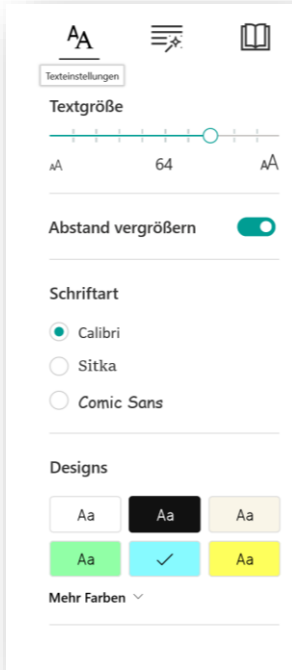 AA
Texteinstellungen
Textgröße
AA 64 AA
Abstand vergrößern
Schriftart
Calibri
Sitka
Comic Sans
Designs
Aa Aa Aa
Aa Aa
Mehr Farben